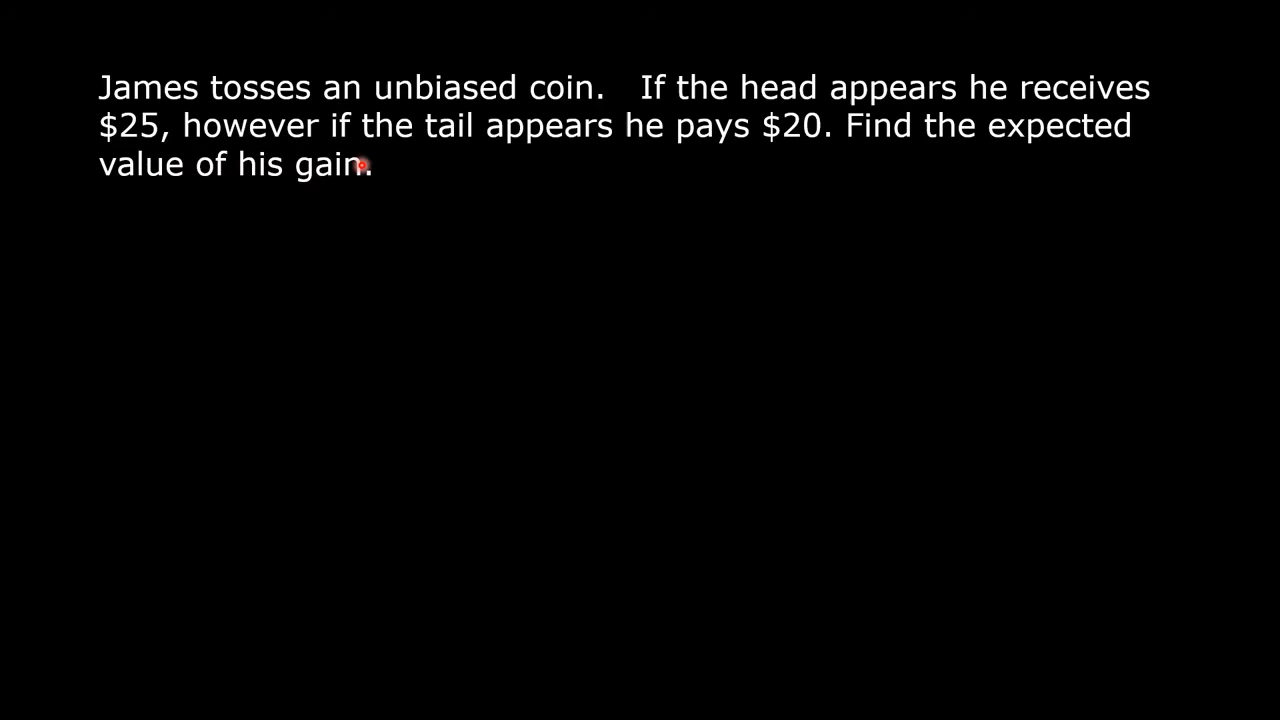 James tosses an unbiased coin. If the head appears he receives
$25, however if the tail appears he pays $20. Find the expected
value of his gain.